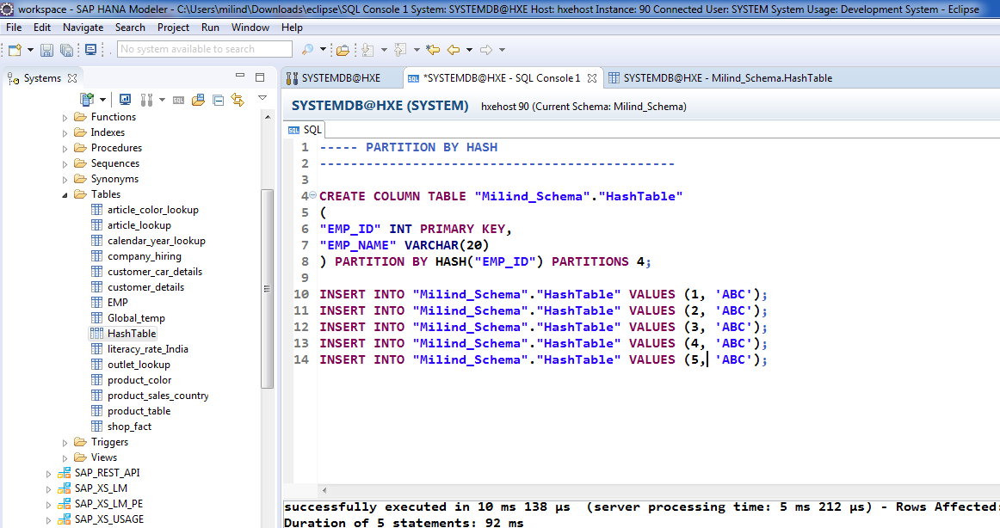 workspace - SAP HANA Modeler - C:\Users\milind\Downloads\eclipse\SQL Console 1 System: SYSTEMDB@HXE Host: hxehost Instance: 90 Connected User: SYSTEM System Usage: Development System - Eclipse
File Edit Navigate Search Project Run Window Help
No system available to search
Systems
SYSTEMDB@HXE
SQL *SYSTEMDB@HXE - SQL Console 1
SYSTEMDB@HXE - Milind_Schema.HashTable
SQL
SYSTEMDB@HXE (SYSTEM) hxehost 90 (Current Schema: Milind_Schema)
SQL SQL
Functions
Indexes
Procedures
Sequences
Synonyms
Tables
article_color_lookup
article_lookup
calendar_year_lookup
company_hiring
customer_car_details
customer_details
EMP
Global_temp
HashTable
literacy_rate_India
outlet_lookup
product_color
product_sales_country
product_table
shop_fact
Triggers
Views
SAP_REST_API
SAP_XS_LM
SAP_XS_LM_PE
SAP_XS_USAGE
1 ----- PARTITION BY HASH
2 ----------------------------------------------
3
4 CREATE COLUMN TABLE "Milind_Schema"."HashTable"
5 (
6 "EMP_ID" INT PRIMARY KEY,
7 "EMP_NAME" VARCHAR(20)
8 ) PARTITION BY HASH("EMP_ID") PARTITIONS 4;
9
10 INSERT INTO "Milind_Schema"."HashTable" VALUES (1, 'ABC');
11 INSERT INTO "Milind_Schema"."HashTable" VALUES (2, 'ABC');
12 INSERT INTO "Milind_Schema"."HashTable" VALUES (3, 'ABC');
13 INSERT INTO "Milind_Schema"."HashTable" VALUES (4, 'ABC');
14 INSERT INTO "Milind_Schema"."HashTable" VALUES (5, 'ABC');
successfully executed in 10 ms 138 µs (server processing time: 5 ms 212 µs) - Rows Affected:
Duration of 5 statements: 92 ms